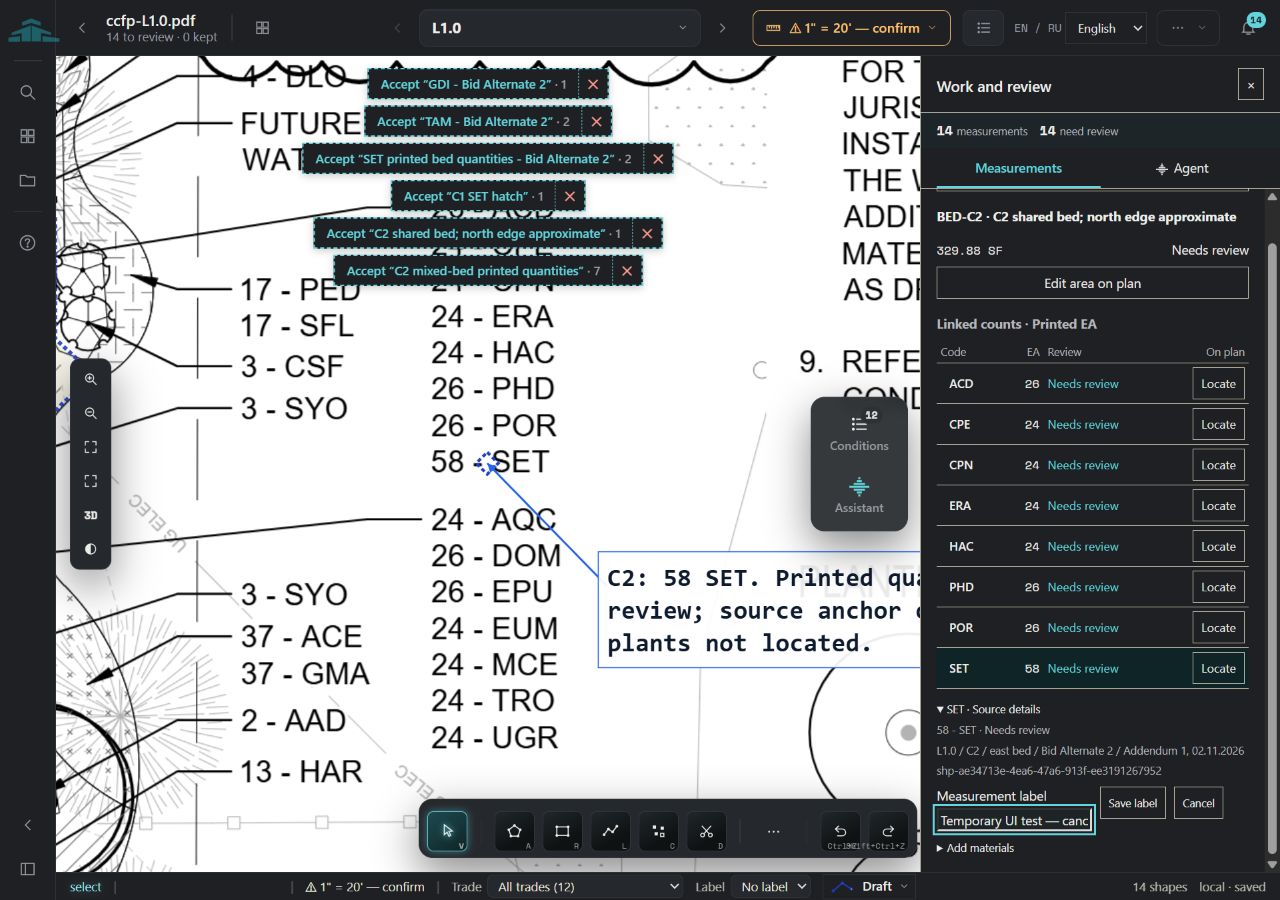 ccfp-L1.0.pdf
14 to review · 0 kept
L1.0
1" = 20' — confirm
EN / RU
English
14
4 - DLO
FUTURE
WAT
17 - PED
17 - SFL
3 - CSF
3 - SYO
3 - SYO
37 - ACE
37 - GMA
2 - AAD
13 - HAR
UG ELEC
Accept “GDI - Bid Alternate 2” · 1
Accept “TAM - Bid Alternate 2” · 2
Accept “SET printed bed quantities - Bid Alternate 2” · 2
Accept “C1 SET hatch” · 1
Accept “C2 shared bed; north edge approximate” · 1
Accept “C2 mixed-bed printed quantities” · 7
24 - CPN
24 - ERA
24 - HAC
26 - PHD
26 - POR
58 - SET
24 - AQC
26 - DOM
26 - EPU
24 - EUM
24 - MCE
24 - TRO
24 - UGR
FOR
JURIS
INSTA
THE
ADDIT
MATE
AS
9. REFE
COND
3D
12
Conditions
Assistant
C2: 58 SET. Printed qua
review; source anchor
plants not located.
PLANT
V
A
R
L
C
D
Work and review
14 measurements 14 need review
Measurements
Agent
BED-C2 · C2 shared bed; north edge approximate
329.88 SF Needs review
Edit area on plan
Linked counts · Printed EA
Code EA Review On plan
ACD 26 Needs review Locate
CPE 24 Needs review Locate
CPN 24 Needs review Locate
ERA 24 Needs review Locate
HAC 24 Needs review Locate
PHD 26 Needs review Locate
POR 26 Needs review Locate
SET 58 Needs review Locate
SET · Source details
58 - SET · Needs review
L1.0 / C2 / east bed / Bid Alternate 2 / Addendum 1, 02.11.2026
shp-ae34713e-4ea6-47a6-913f-ee3191267952
Measurement label
Temporary UI test — canc
Save label
Cancel
Add materials
select
1" = 20' — confirm
Trade
All trades (12)
Label
No label
Draft
14 shapes
local · saved